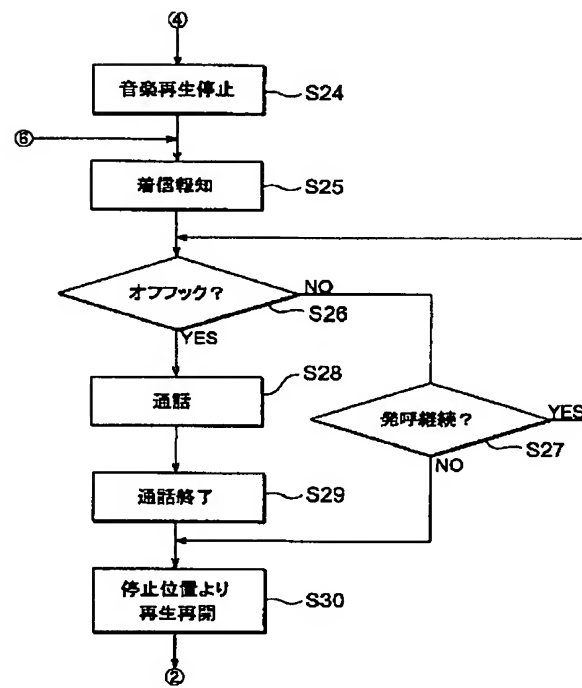 ④
音楽再生停止
S24
⑥
着信報知
S25
オフフック？
NO
S26
YES
通話
S28
発呼継続？
YES
S27
NO
通話終了
S29
停止位置より
再生再開
S30
②